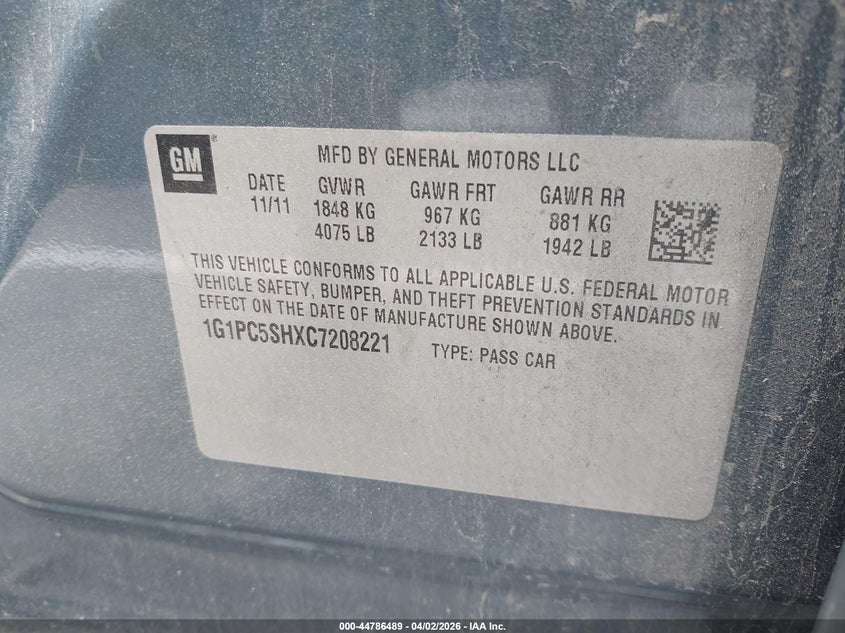 GM
MFD BY GENERAL MOTORS LLC
DATE GVWR GAWR FRT GAWR RR
11/11 1848 KG 967 KG 881 KG
4075 LB 2133 LB 1942 LB
THIS VEHICLE CONFORMS TO ALL APPLICABLE U.S. FEDERAL MOTOR
VEHICLE SAFETY, BUMPER, AND THEFT PREVENTION STANDARDS IN
EFFECT ON THE DATE OF MANUFACTURE SHOWN ABOVE.
1G1PC5SHXC7208221 TYPE: PASS CAR
000-44786489 | 04/02/2026 - IAA Inc.